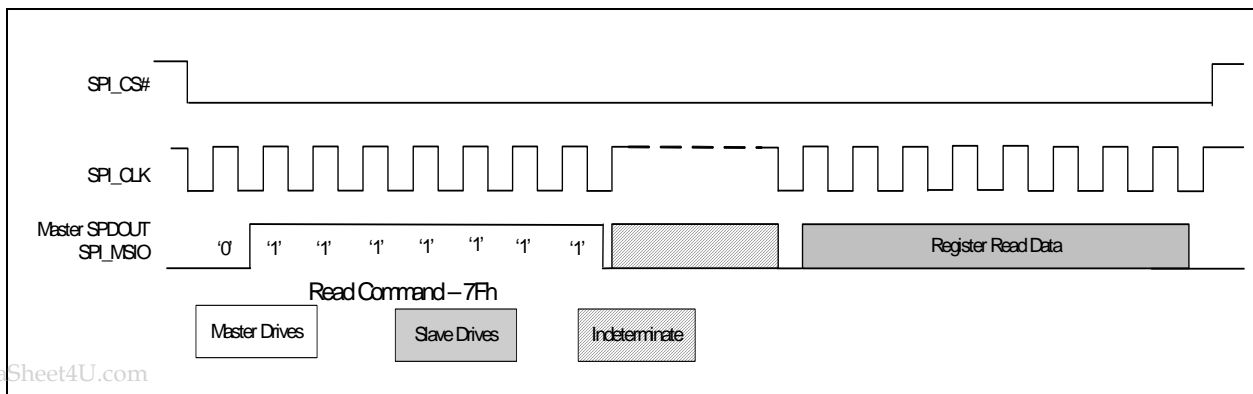 SPI_CS#
SPI_CLK
Master SPDOUT
SPI_MSIO
'0' '1' '1' '1' '1' '1' '1' '1'
Register Read Data
Read Command – 7Fh
Master Drives
Slave Drives
Indeterminate
aSheet4U.com